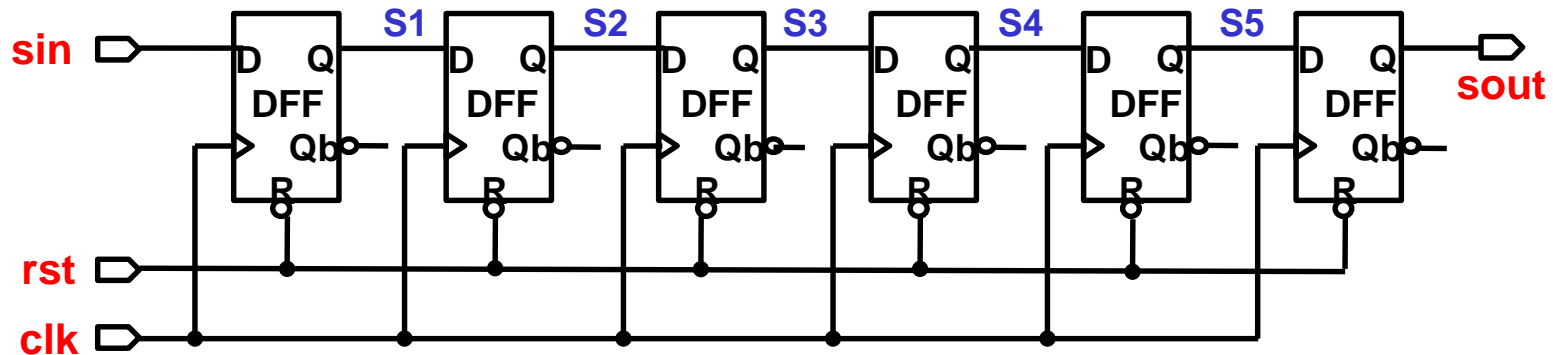 S1 S2 S3 S4 S5
sin D Q D Q D Q D Q D Q D Q
sout
DFF DFF DFF DFF DFF DFF
Qb Qb Qb Qb Qb Qb
R R R R R R
rst
clk